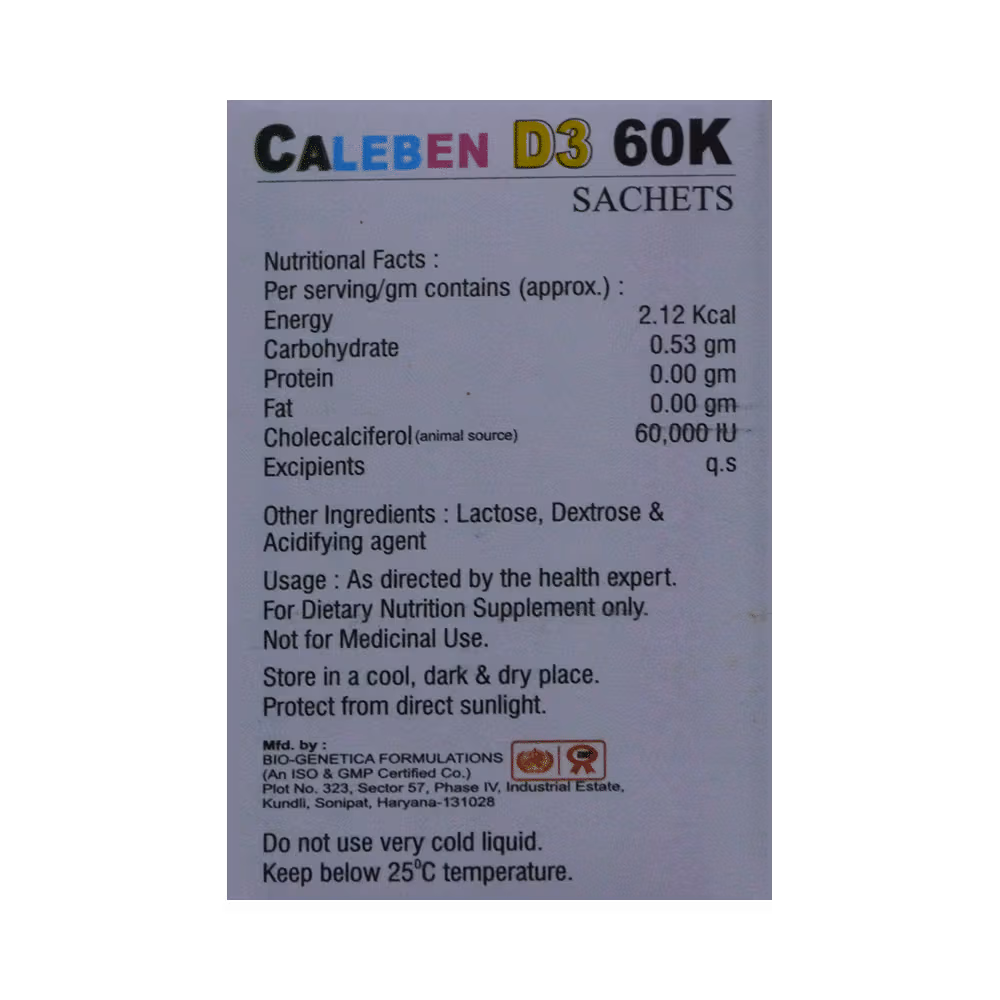 CALEBEN D3 60K
SACHETS
Nutritional Facts :
Per serving/gm contains (approx.) :
Energy 2.12 Kcal
Carbohydrate 0.53 gm
Protein 0.00 gm
Fat 0.00 gm
Cholecalciferol (animal source) 60,000 IU
Excipients q.s
Other Ingredients : Lactose, Dextrose &
Acidifying agent
Usage : As directed by the health expert.
For Dietary Nutrition Supplement only.
Not for Medicinal Use.
Store in a cool, dark & dry place.
Protect from direct sunlight.
Mfd. by :
BIO-GENETICA FORMULATIONS
(An ISO & GMP Certified Co.)
Plot No. 323, Sector 57, Phase IV, Industrial Estate,
Kundli, Sonipat, Haryana-131028
Do not use very cold liquid.
Keep below 25⁰C temperature.